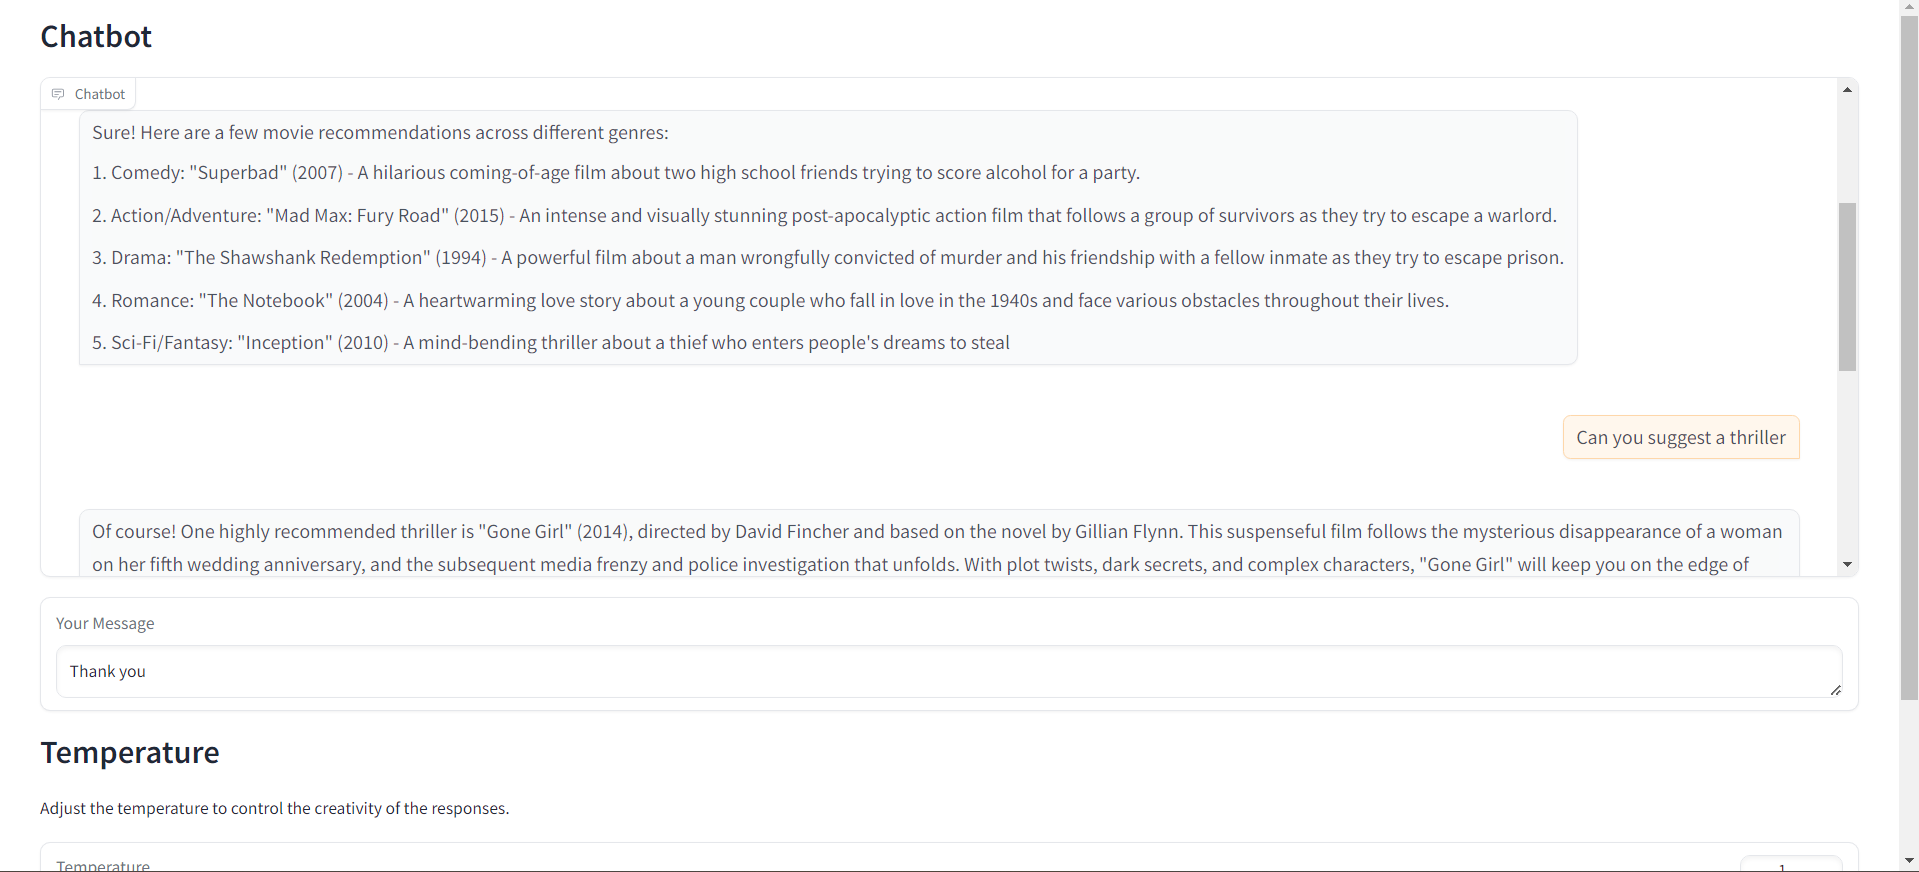 Chatbot
Chatbot
Sure! Here are a few movie recommendations across different genres:
1. Comedy: "Superbad" (2007) - A hilarious coming-of-age film about two high school friends trying to score alcohol for a party.
2. Action/Adventure: "Mad Max: Fury Road" (2015) - An intense and visually stunning post-apocalyptic action film that follows a group of survivors as they try to escape a warlord.
3. Drama: "The Shawshank Redemption" (1994) - A powerful film about a man wrongfully convicted of murder and his friendship with a fellow inmate as they try to escape prison.
4. Romance: "The Notebook" (2004) - A heartwarming love story about a young couple who fall in love in the 1940s and face various obstacles throughout their lives.
5. Sci-Fi/Fantasy: "Inception" (2010) - A mind-bending thriller about a thief who enters people's dreams to steal
Can you suggest a thriller
Of course! One highly recommended thriller is "Gone Girl" (2014), directed by David Fincher and based on the novel by Gillian Flynn. This suspenseful film follows the mysterious disappearance of a woman
on her fifth wedding anniversary, and the subsequent media frenzy and police investigation that unfolds. With plot twists, dark secrets, and complex characters, "Gone Girl" will keep you on the edge of
Your Message
Thank you
Temperature
Adjust the temperature to control the creativity of the responses.
Temperature
1